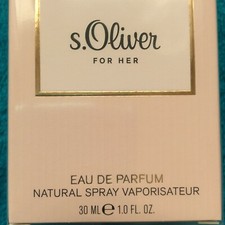 s.Oliver
FOR HER
EAU DE PARFUM
NATURAL SPRAY VAPORISATEUR
30 ML ℮ 1.0 FL. OZ.